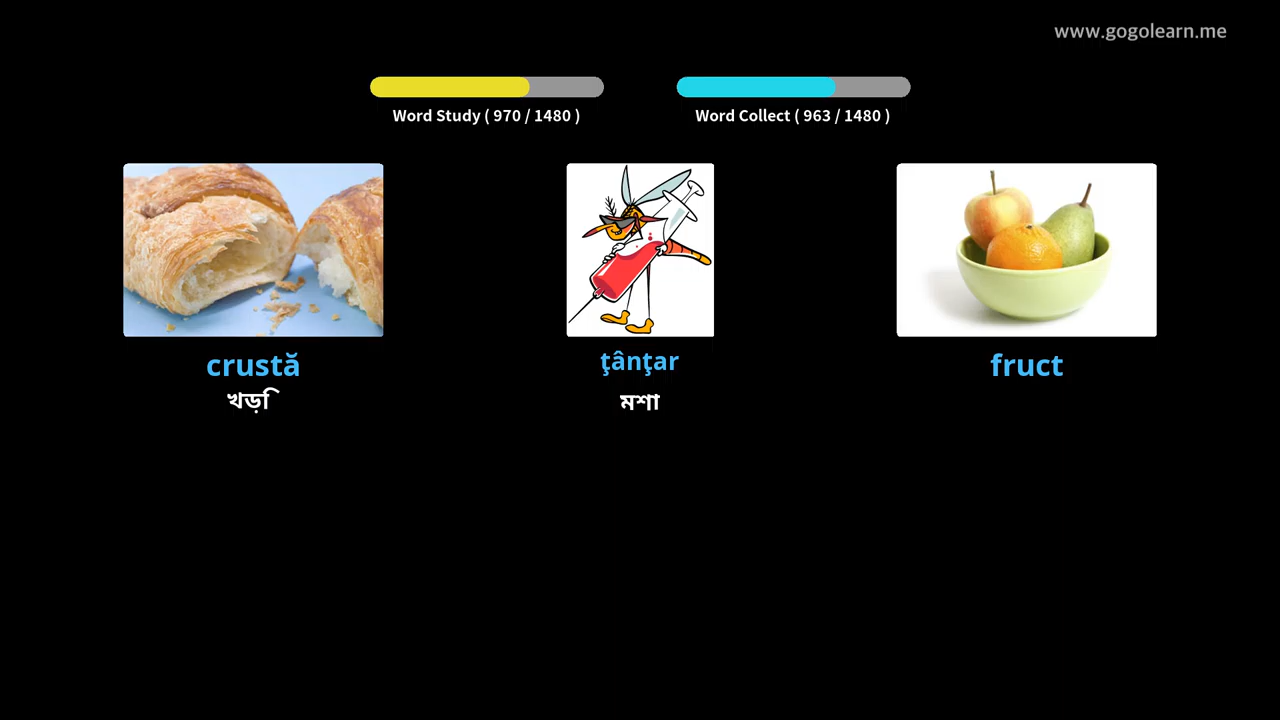 www.gogolearn.me
Word Study ( 970 / 1480 )
Word Collect ( 963 / 1480 )
crustă
ţânţar
fruct
খড়ি
মশা